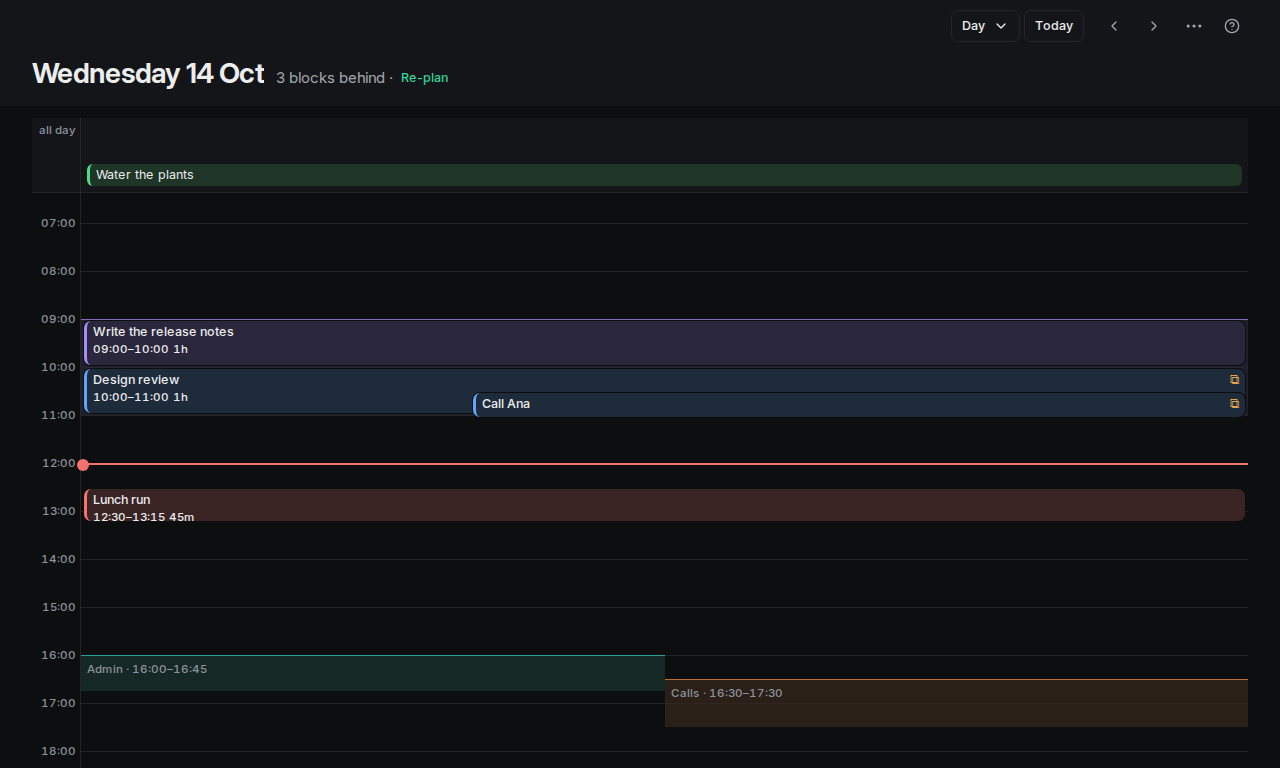 Day
Today
Wednesday 14 Oct
3 blocks behind · Re-plan
all day
Water the plants
07:00
08:00
09:00
Write the release notes
09:00–10:00 1h
10:00
Design review
10:00–11:00 1h
Call Ana
11:00
12:00
Lunch run
12:30–13:15 45m
13:00
14:00
15:00
16:00
Admin · 16:00–16:45
Calls · 16:30–17:30
17:00
18:00